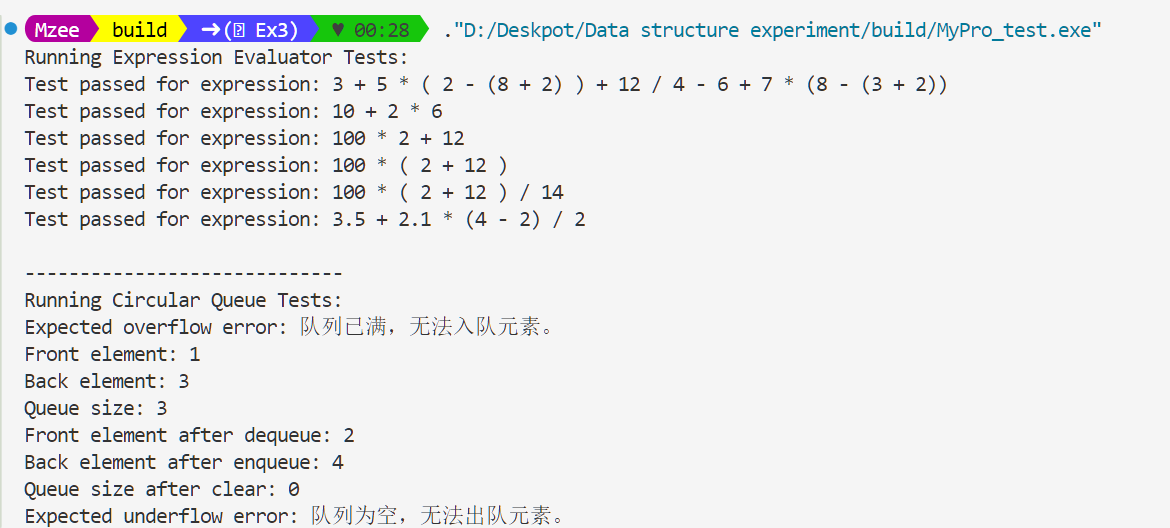 Mzee build →( Ex3) ♥ 00:28 ."D:/Deskpot/Data structure experiment/build/MyPro_test.exe"
Running Expression Evaluator Tests:
Test passed for expression: 3 + 5 * ( 2 - (8 + 2) ) + 12 / 4 - 6 + 7 * (8 - (3 + 2))
Test passed for expression: 10 + 2 * 6
Test passed for expression: 100 * 2 + 12
Test passed for expression: 100 * ( 2 + 12 )
Test passed for expression: 100 * ( 2 + 12 ) / 14
Test passed for expression: 3.5 + 2.1 * (4 - 2) / 2
-----------------------------
Running Circular Queue Tests:
Expected overflow error: 队列已满，无法入队元素。
Front element: 1
Back element: 3
Queue size: 3
Front element after dequeue: 2
Back element after enqueue: 4
Queue size after clear: 0
Expected underflow error: 队列为空，无法出队元素。